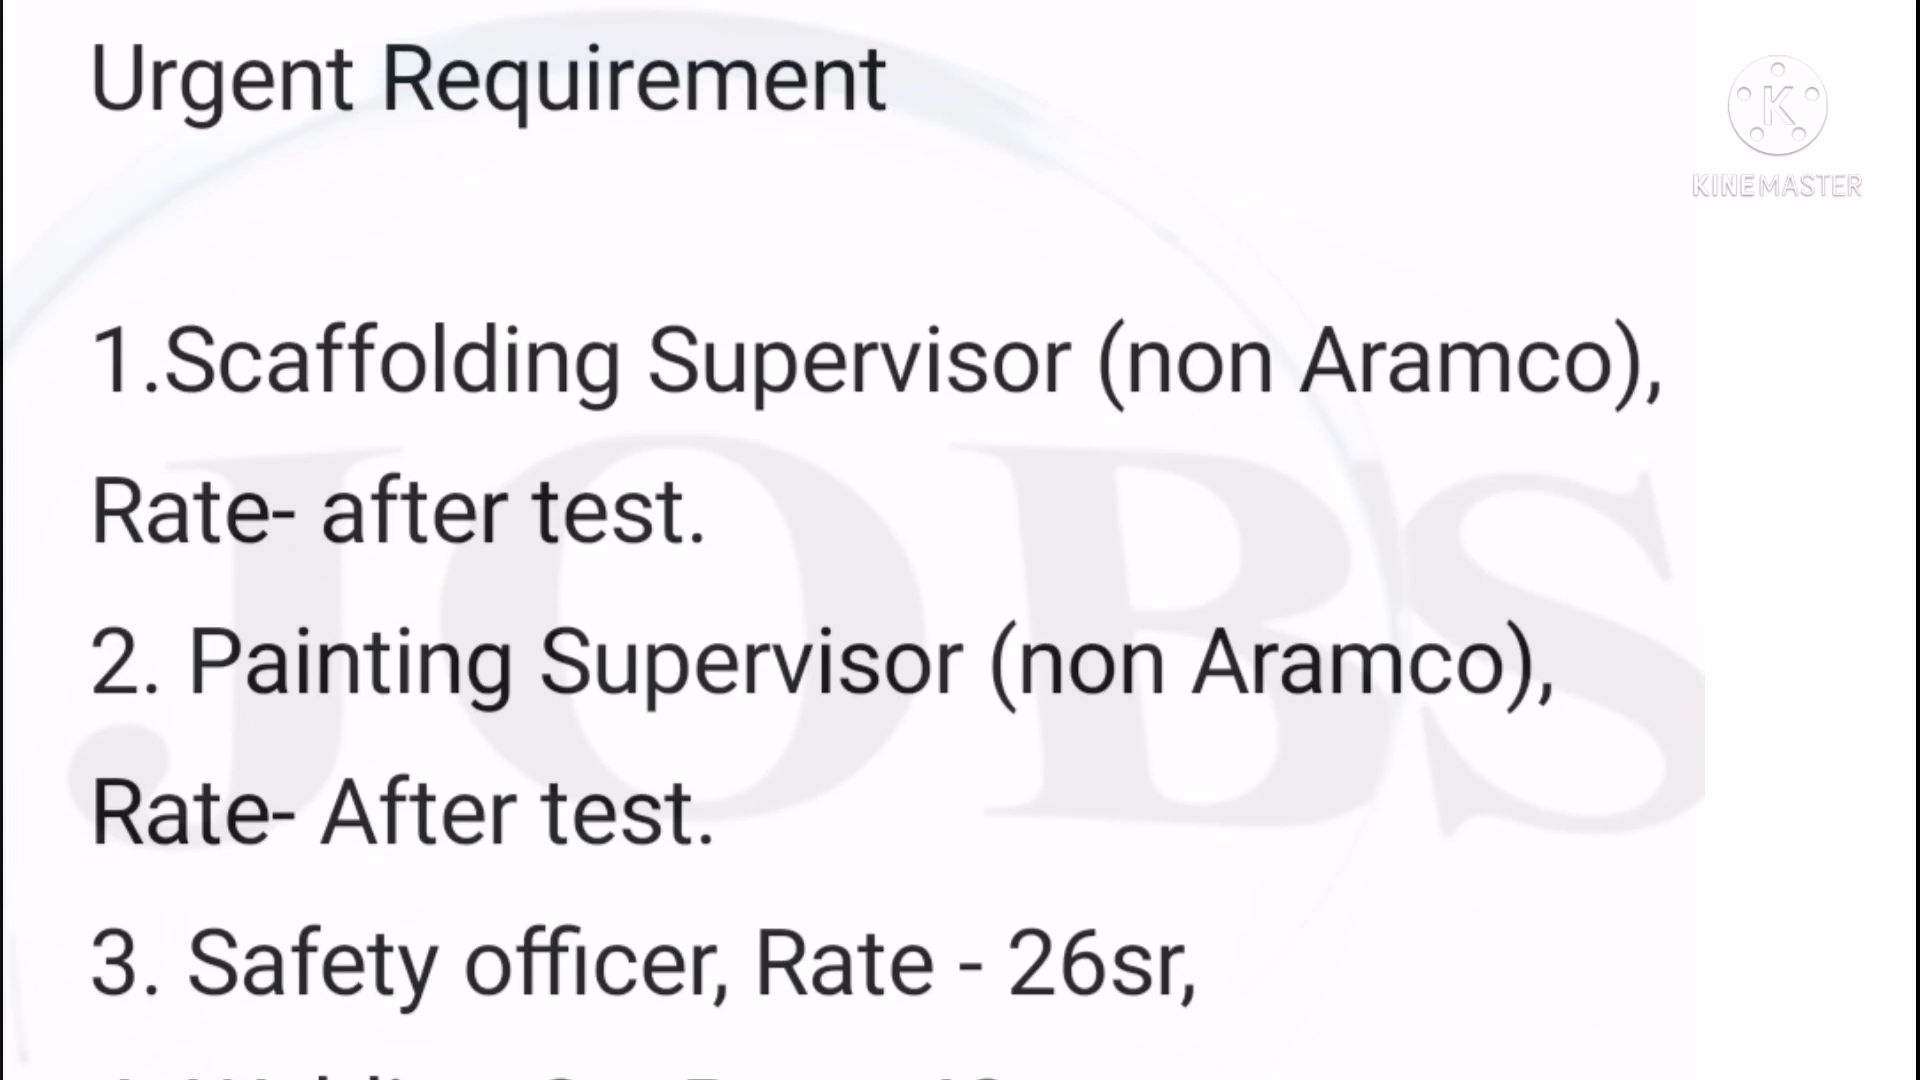 Urgent Requirement
KINEMASTER
1.Scaffolding Supervisor (non Aramco),
Rate- after test.
2. Painting Supervisor (non Aramco),
Rate- After test.
3. Safety officer, Rate - 26sr,
JOBS